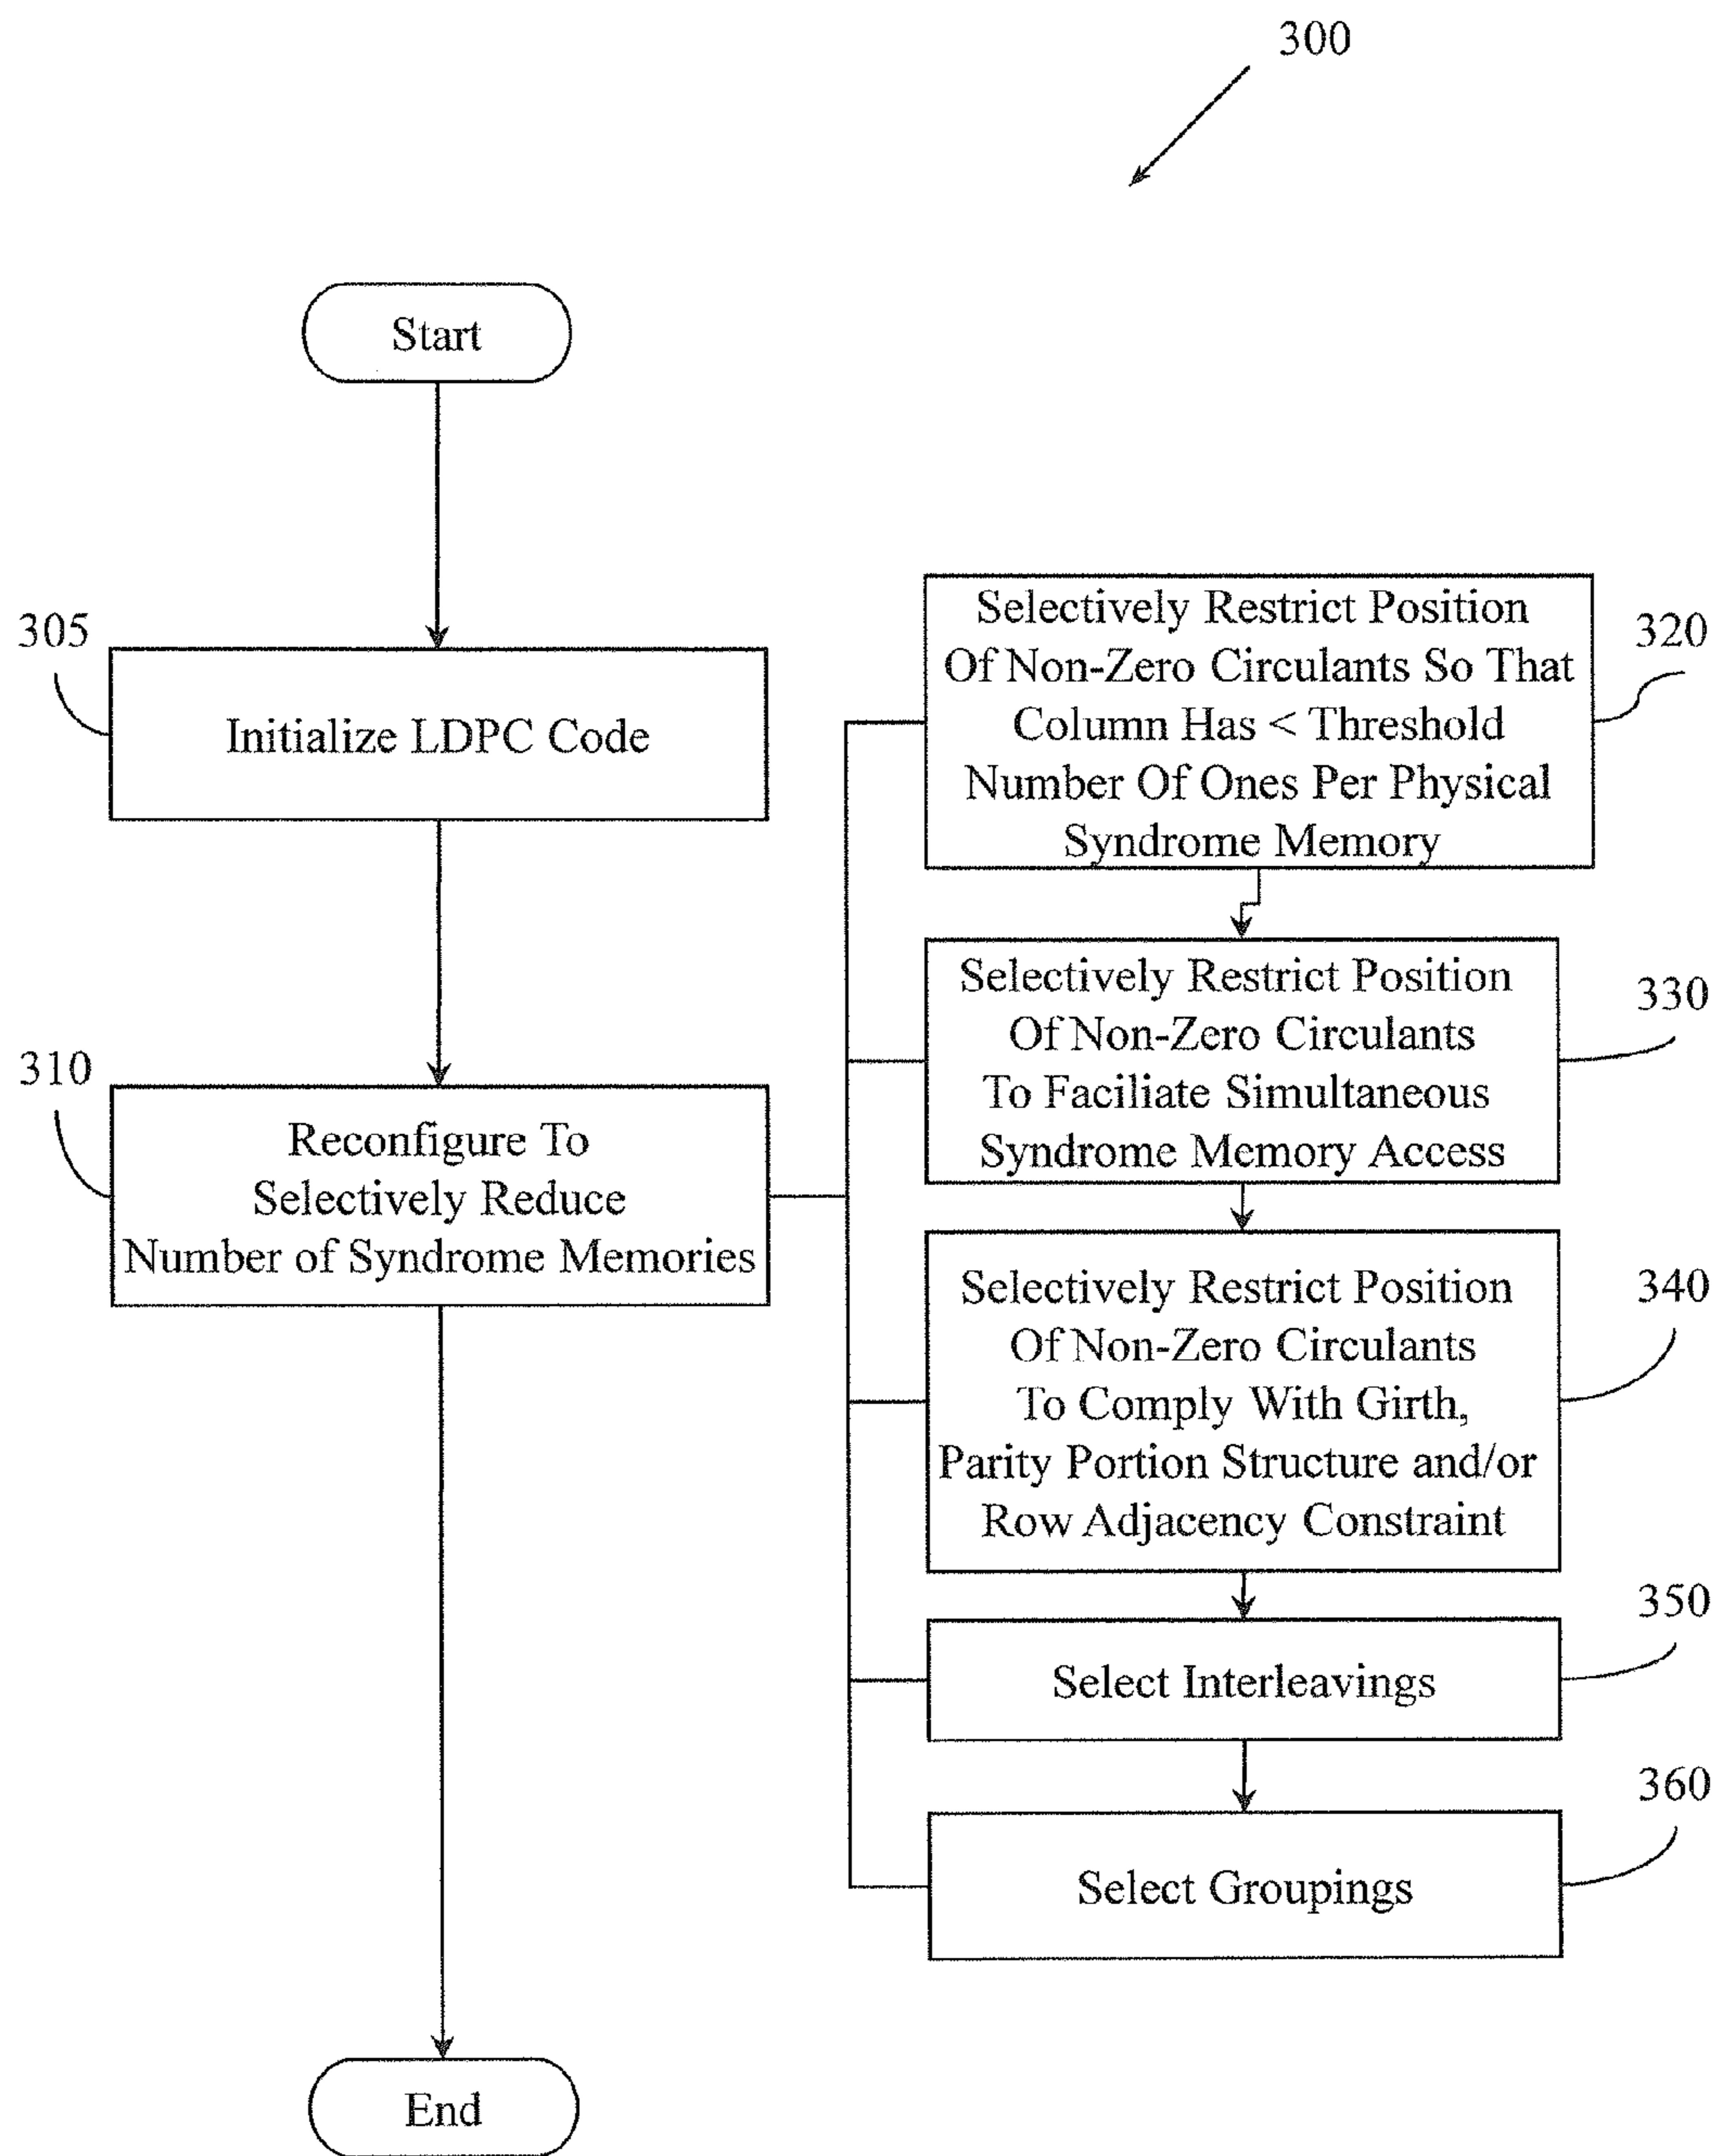 300
Start
305
Initialize LDPC Code
310
Reconfigure To
Selectively Reduce
Number of Syndrome Memories
Selectively Restrict Position
Of Non-Zero Circulants So That
Column Has < Threshold
Number Of Ones Per Physical
Syndrome Memory
320
Selectively Restrict Position
Of Non-Zero Circulants
To Faciliate Simultaneous
Syndrome Memory Access
330
Selectively Restrict Position
Of Non-Zero Circulants
To Comply With Girth,
Parity Portion Structure and/or
Row Adjacency Constraint
340
Select Interleavings
350
Select Groupings
360
End